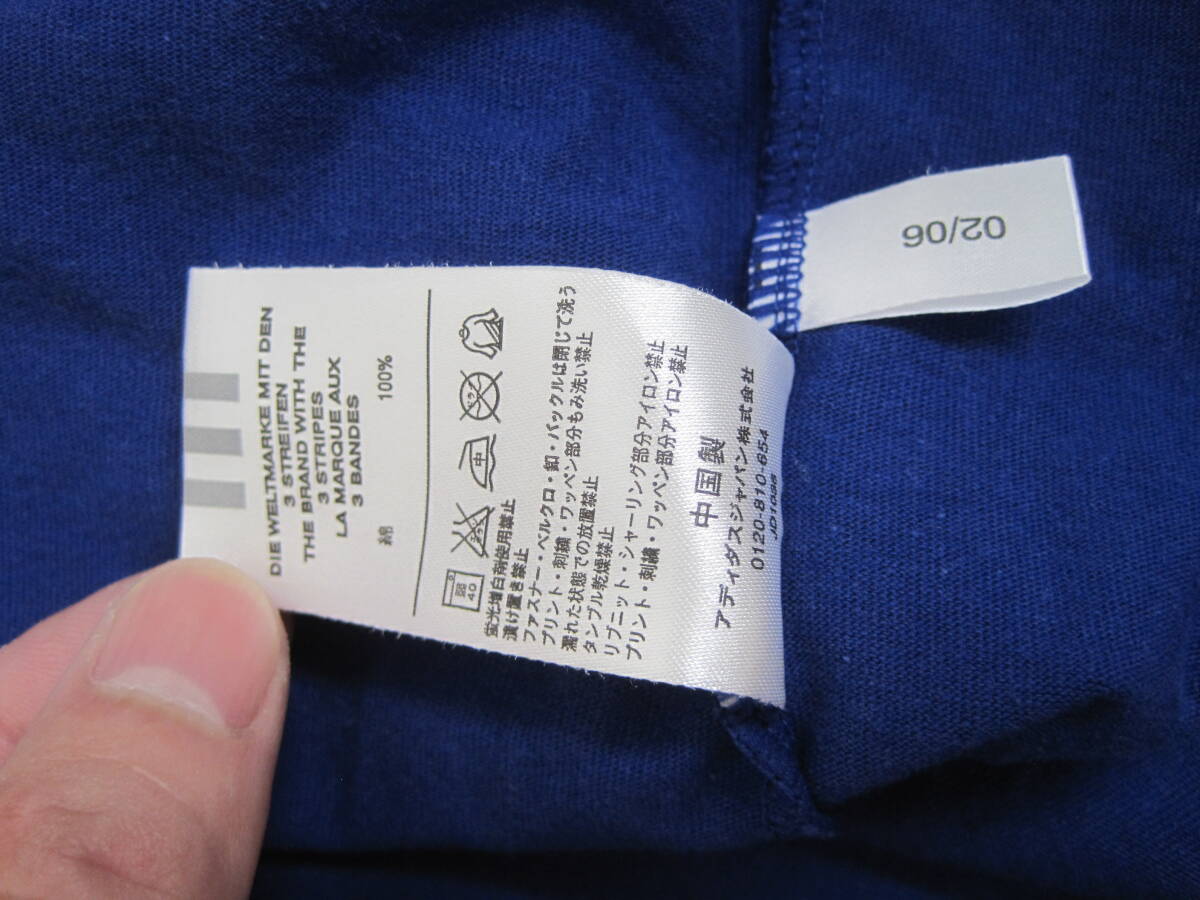 DIE WELTMARKE MIT DEN
3 STREIFEN
THE BRAND WITH THE
3 STRIPES
LA MARQUE AUX
3 BANDES
綿 100%
40
中
ドライ
蛍光増白剤使用禁止
漬け置き禁止
ファスナー・ベルクロ・釦・バックルは閉じて洗う
プリント・刺繍・ワッペン部分もみ洗い禁止
濡れた状態での放置禁止
タンブル乾燥禁止
リブニット・シャーリング部分アイロン禁止
プリント・刺繍・ワッペン部分アイロン禁止
中国製
アディダスジャパン株式会社
0120-810-654
JD1098
02/06